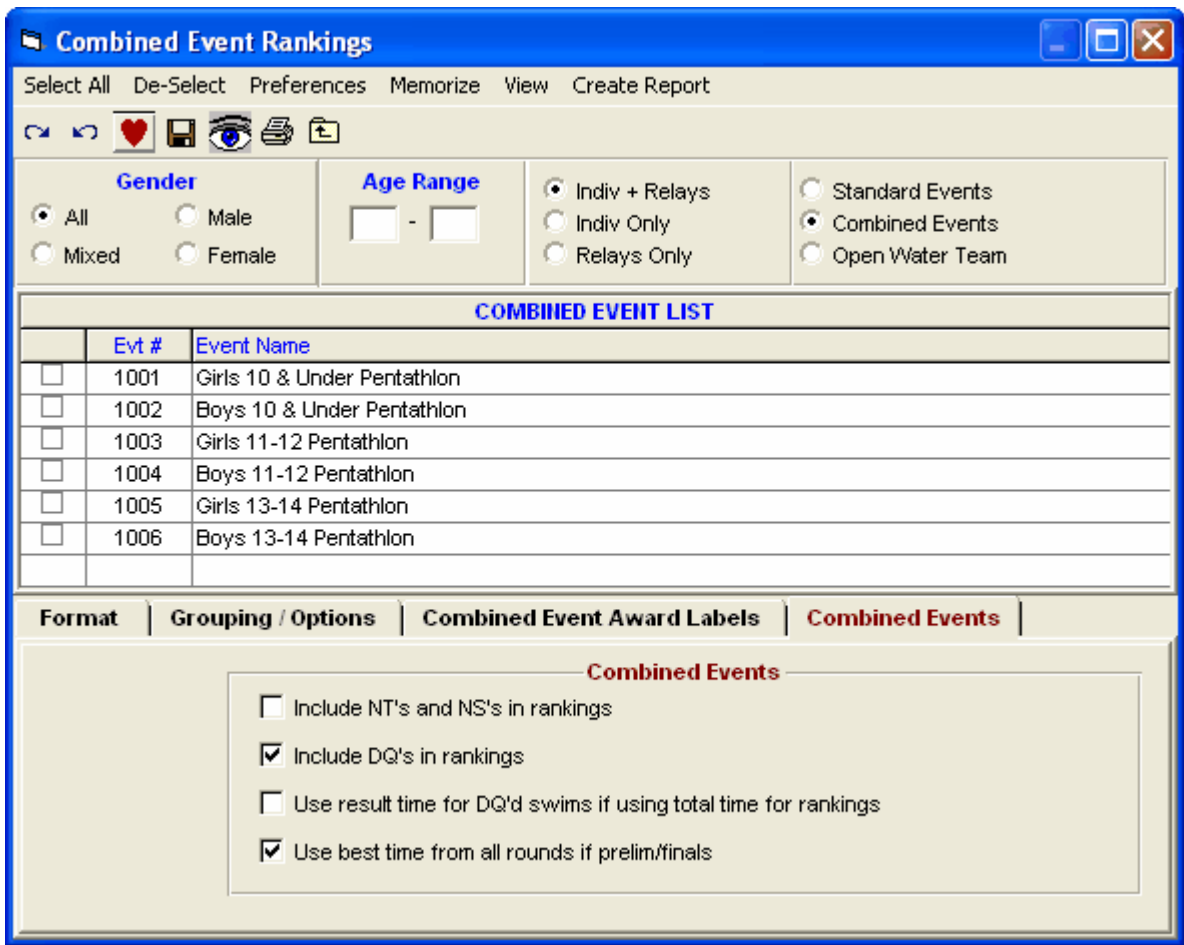 Combined Event Rankings
Select All De-Select Preferences Memorize View Create Report
Gender
All Male
Mixed Female
Age Range
-
Indiv + Relays
Indiv Only
Relays Only
Standard Events
Combined Events
Open Water Team
COMBINED EVENT LIST
Evt # Event Name
1001 Girls 10 & Under Pentathlon
1002 Boys 10 & Under Pentathlon
1003 Girls 11-12 Pentathlon
1004 Boys 11-12 Pentathlon
1005 Girls 13-14 Pentathlon
1006 Boys 13-14 Pentathlon
Format Grouping / Options Combined Event Award Labels Combined Events
Combined Events
Include NT's and NS's in rankings
Include DQ's in rankings
Use result time for DQ'd swims if using total time for rankings
Use best time from all rounds if prelim/finals